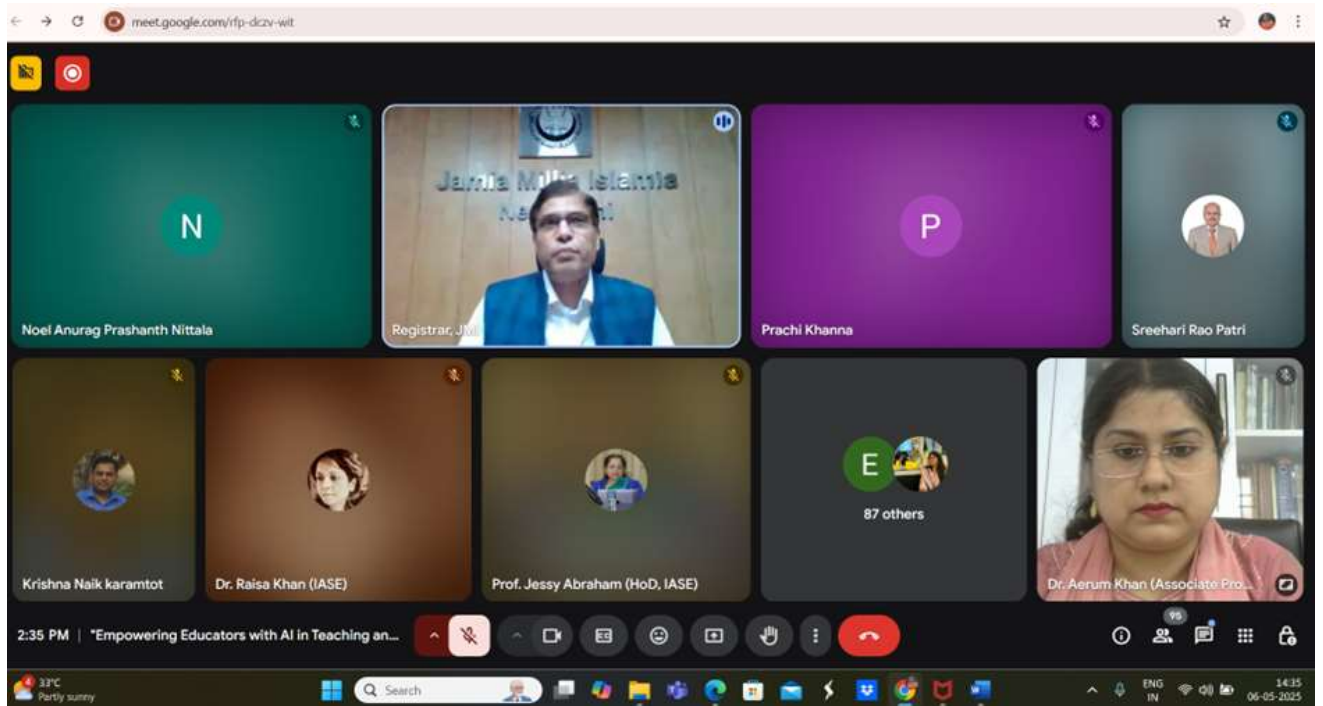 meet.google.com/rfp-dczv-wit
N
Noel Anurag Prashanth Nittala
Jamia Millia Islamia
Registrar, JM
P
Prachi Khanna
Sreehari Rao Patri
Krishna Naik karamtot
Dr. Raisa Khan (IASE)
Prof. Jessy Abraham (HoD, IASE)
E
87 others
Dr. Aerum Khan (Associate Pro...
2:35 PM | "Empowering Educators with AI in Teaching an...
CC
95
4
33°C
Partly sunny
Search
ENG
IN
14:35
06-05-2025